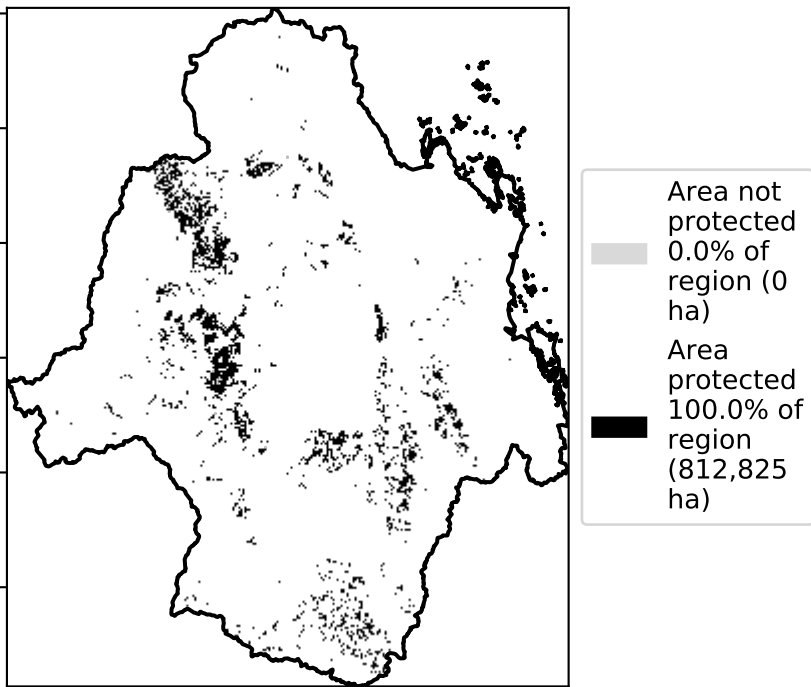 Area not
protected
0.0% of
region (0
ha)
Area
protected
100.0% of
region
(812,825
ha)